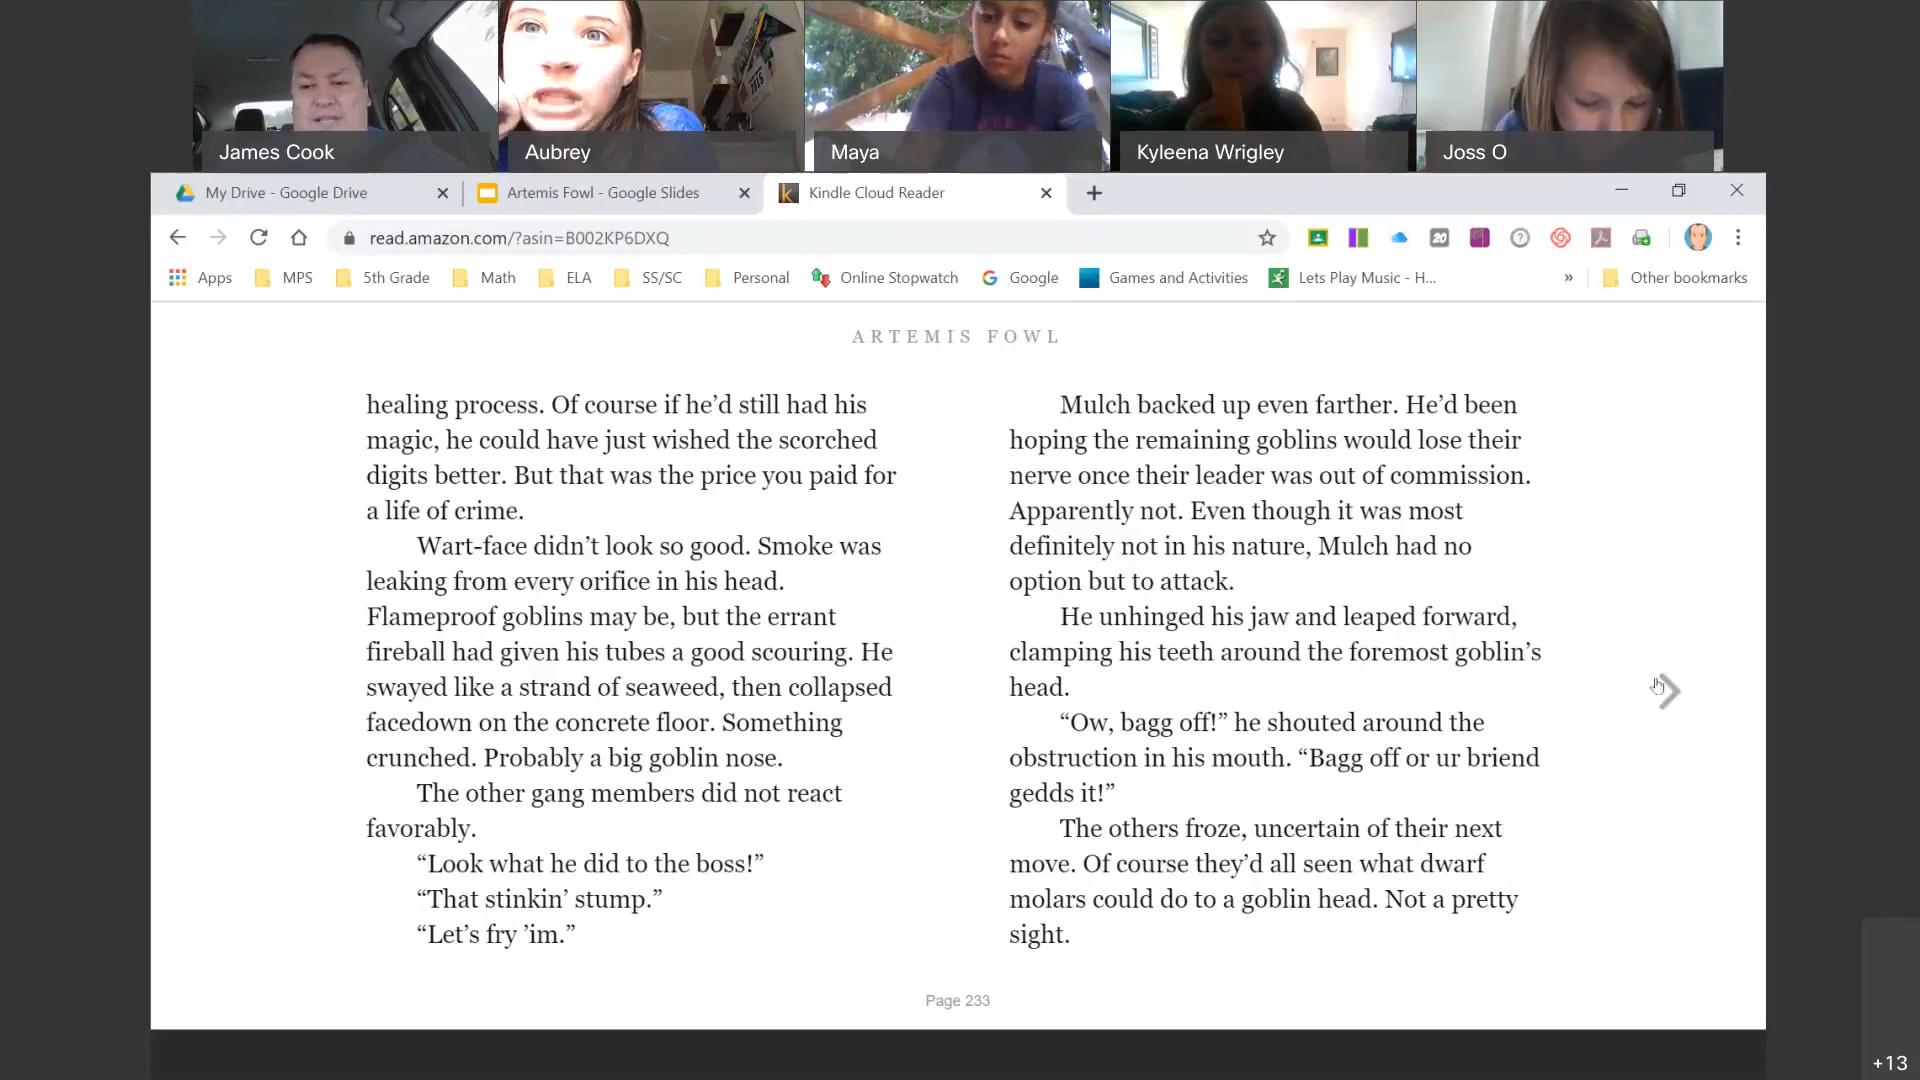 James Cook
Aubrey
Maya
Kyleena Wrigley
Joss O
My Drive - Google Drive
Artemis Fowl - Google Slides
Kindle Cloud Reader
read.amazon.com/?asin=B002KP6DXQ
20
Apps
MPS
5th Grade
Math
ELA
SS/SC
Personal
Online Stopwatch
Google
Games and Activities
Lets Play Music - H...
»
Other bookmarks
ARTEMIS FOWL
healing process. Of course if he’d still had his
magic, he could have just wished the scorched
digits better. But that was the price you paid for
a life of crime.
Wart-face didn’t look so good. Smoke was
leaking from every orifice in his head.
Flameproof goblins may be, but the errant
fireball had given his tubes a good scouring. He
swayed like a strand of seaweed, then collapsed
facedown on the concrete floor. Something
crunched. Probably a big goblin nose.
The other gang members did not react
favorably.
“Look what he did to the boss!”
“That stinkin’ stump.”
“Let’s fry ’im.”
Mulch backed up even farther. He’d been
hoping the remaining goblins would lose their
nerve once their leader was out of commission.
Apparently not. Even though it was most
definitely not in his nature, Mulch had no
option but to attack.
He unhinged his jaw and leaped forward,
clamping his teeth around the foremost goblin’s
head.
“Ow, bagg off!” he shouted around the
obstruction in his mouth. “Bagg off or ur briend
gedds it!”
The others froze, uncertain of their next
move. Of course they’d all seen what dwarf
molars could do to a goblin head. Not a pretty
sight.
Page 233
+13